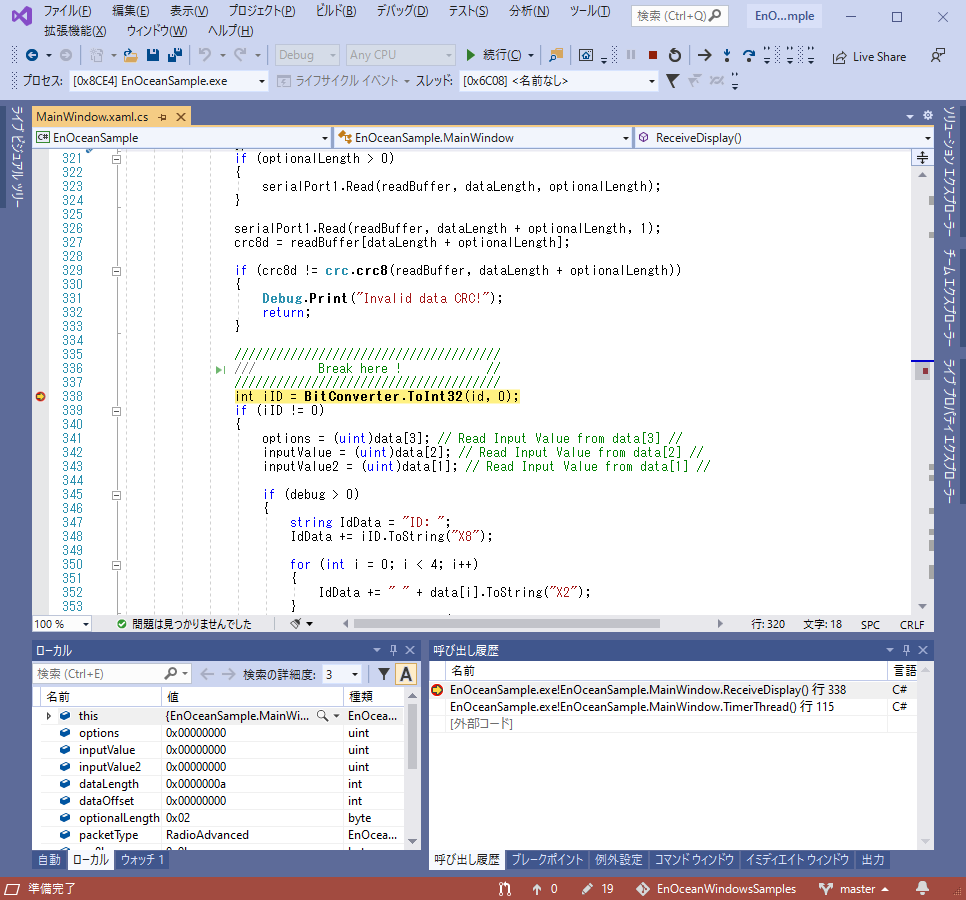 ファイル(F) 編集(E) 表示(V) プロジェクト(P) ビルド(B) デバッグ(D) テスト(S) 分析(N) ツール(T) 検索 (Ctrl+Q) EnO...mple
拡張機能(X) ウィンドウ(W) ヘルプ(H)
Debug Any CPU 続行(C) Live Share
プロセス: [0x8CE4] EnOceanSample.exe ライフサイクル イベント スレッド: [0x6C08] <名前なし>
ライブ ビジュアル ツリー
MainWindow.xaml.cs
C# EnOceanSample EnOceanSample.MainWindow ReceiveDisplay()
321 if (optionalLength > 0)
322 {
323 serialPort1.Read(readBuffer, dataLength, optionalLength);
324 }
325
326 serialPort1.Read(readBuffer, dataLength + optionalLength, 1);
327 crc8d = readBuffer[dataLength + optionalLength];
328
329 if (crc8d != crc.crc8(readBuffer, dataLength + optionalLength))
330 {
331 Debug.Print("Invalid data CRC!");
332 return;
333 }
334
335 //////////////////////////////////////
336 /// Break here ! //
337 //////////////////////////////////////
338 int iID = BitConverter.ToInt32(id, 0);
339 if (iID != 0)
340 {
341 options = (uint)data[3]; // Read Input Value from data[3] //
342 inputValue = (uint)data[2]; // Read Input Value from data[2] //
343 inputValue2 = (uint)data[1]; // Read Input Value from data[1] //
344
345 if (debug > 0)
346 {
347 string IdData = "ID: ";
348 IdData += iID.ToString("X8");
349
350 for (int i = 0; i < 4; i++)
351 {
352 IdData += " " + data[i].ToString("X2");
353 }
ソリューション エクスプローラー
チーム エクスプローラー
ライブ プロパティ エクスプローラー
100 % 問題は見つかりませんでした 行: 320 文字: 18 SPC CRLF
ローカル
検索 (Ctrl+E) 検索の詳細度: 3 A
名前 値 種類
this {EnOceanSample.MainWi... EnOcea...
options 0x00000000 uint
inputValue 0x00000000 uint
inputValue2 0x00000000 uint
dataLength 0x0000000a int
dataOffset 0x00000000 int
optionalLength 0x02 byte
packetType RadioAdvanced EnOcea...
自動 ローカル ウォッチ 1
呼び出し履歴
名前 言語
EnOceanSample.exe!EnOceanSample.MainWindow.ReceiveDisplay() 行 338 C#
EnOceanSample.exe!EnOceanSample.MainWindow.TimerThread() 行 115 C#
[外部コード]
呼び出し履歴 ブレークポイント 例外設定 コマンド ウィンドウ イミディエイト ウィンドウ 出力
準備完了 0 19 EnOceanWindowsSamples master